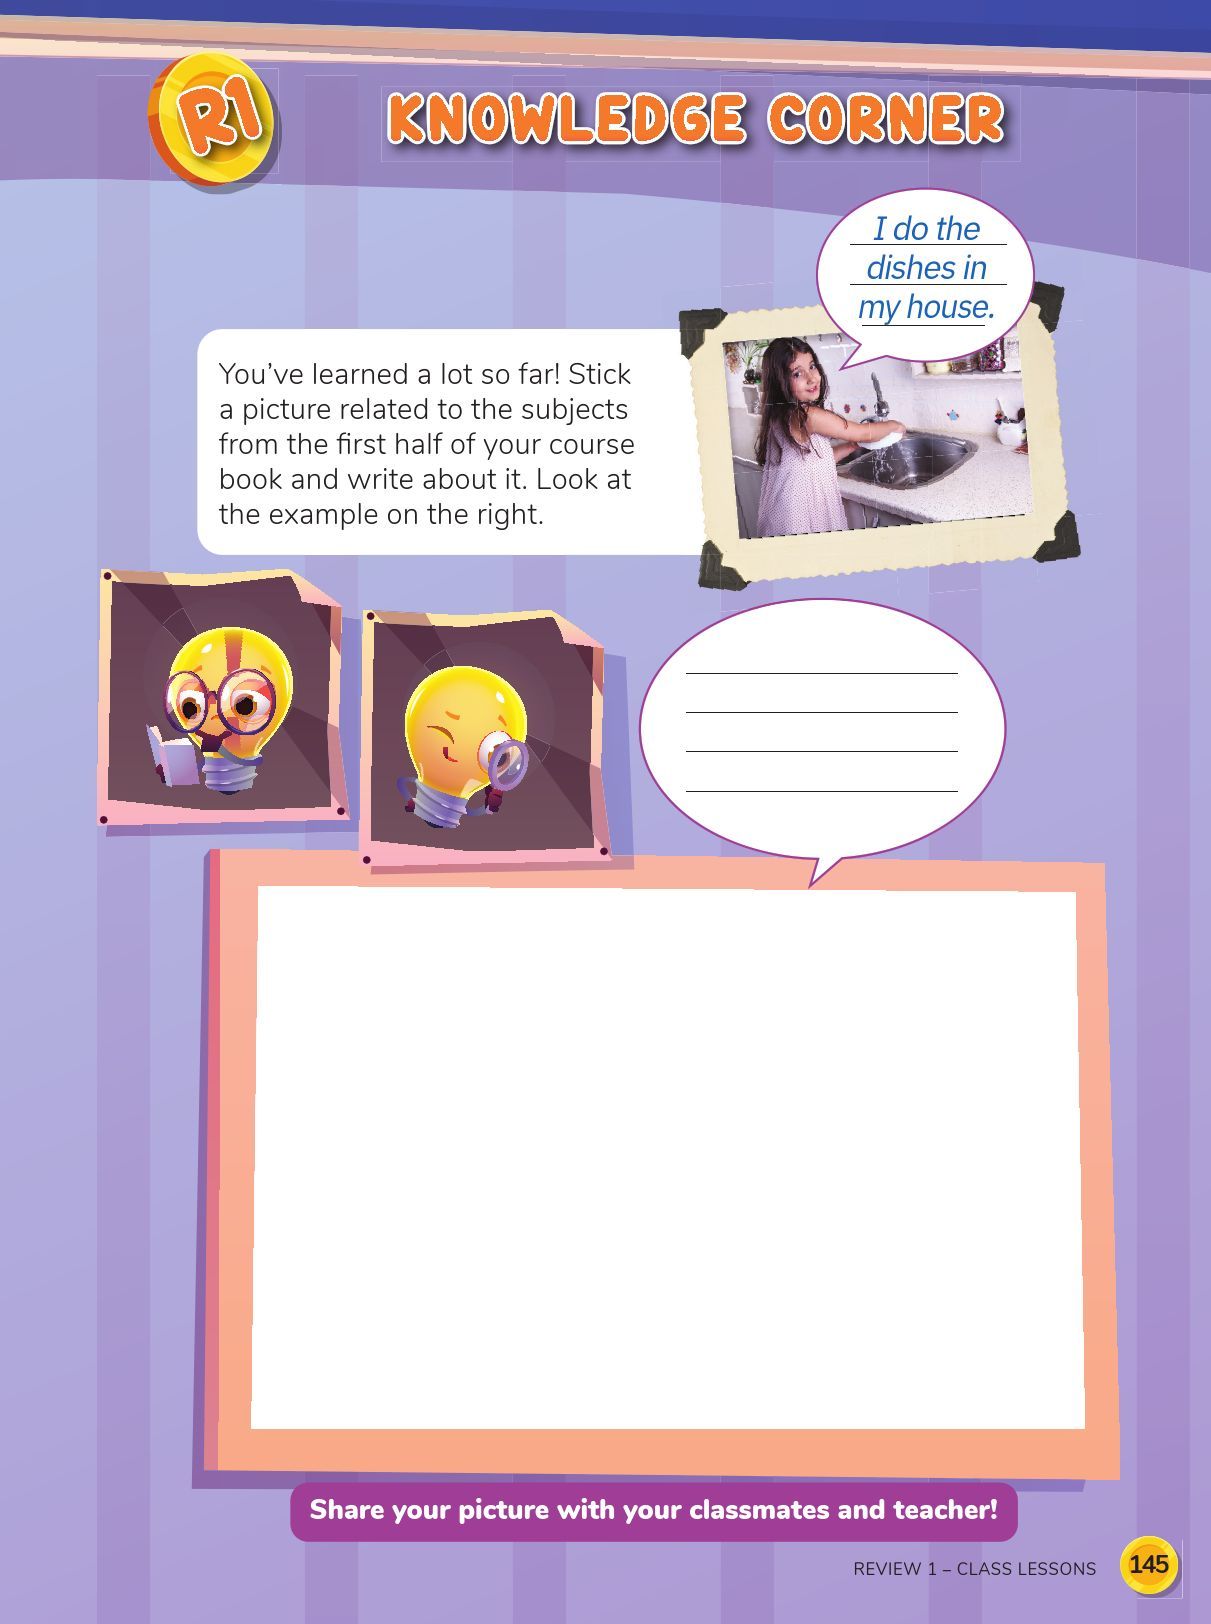 R1
KNOWLEDGE CORNER
I do the
dishes in
my house.
You've learned a lot so far! Stick
a picture related to the subjects
from the first half of your course
book and write about it. Look at
the example on the right.
Share your picture with your classmates and teacher!
REVIEW 1 – CLASS LESSONS
145